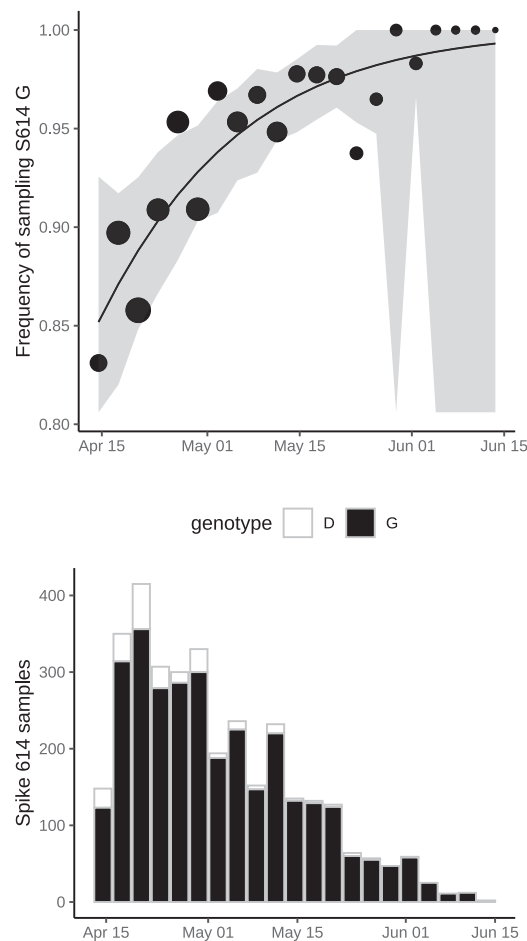 Frequency of sampling S614 G
1.00
0.95
0.90
0.85
0.80
Apr 15 May 01 May 15 Jun 01 Jun 15
genotype D G
Spike 614 samples
400
300
200
100
0
Apr 15 May 01 May 15 Jun 01 Jun 15